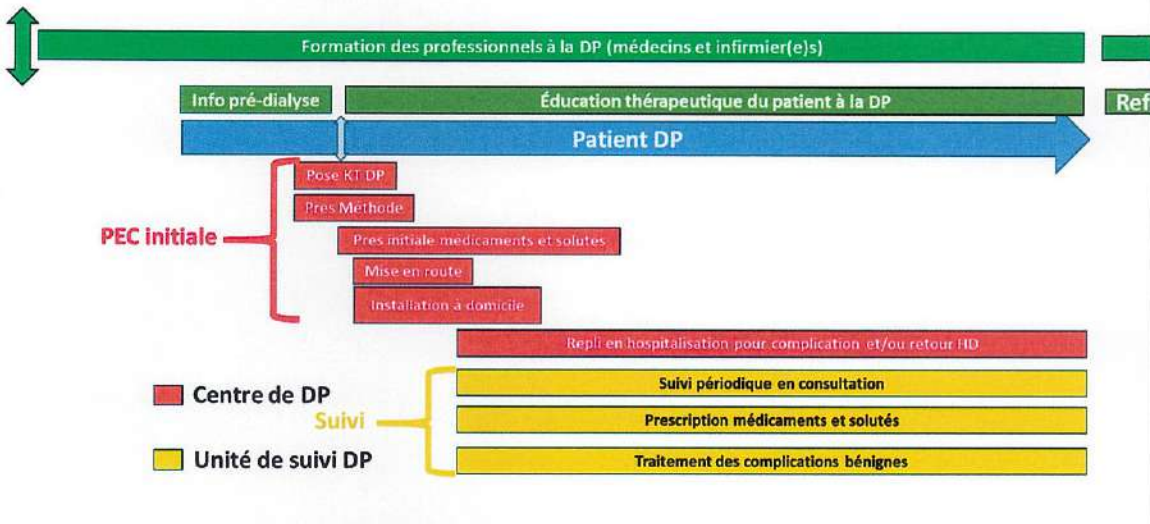 Formation des professionnels à la DP (médecins et infirmier(e)s)
Info pré-dialyse
Éducation thérapeutique du patient à la DP
Ref
Patient DP
Pose KT DP
Pres Méthode
PEC initiale
Pres initiale médicaments et solutés
Mise en route
Installation à domicile
Repli en hospitalisation pour complication et/ou retour HD
Suivi périodique en consultation
Centre de DP
Suivi
Prescription médicaments et solutés
Unité de suivi DP
Traitement des complications bénignes